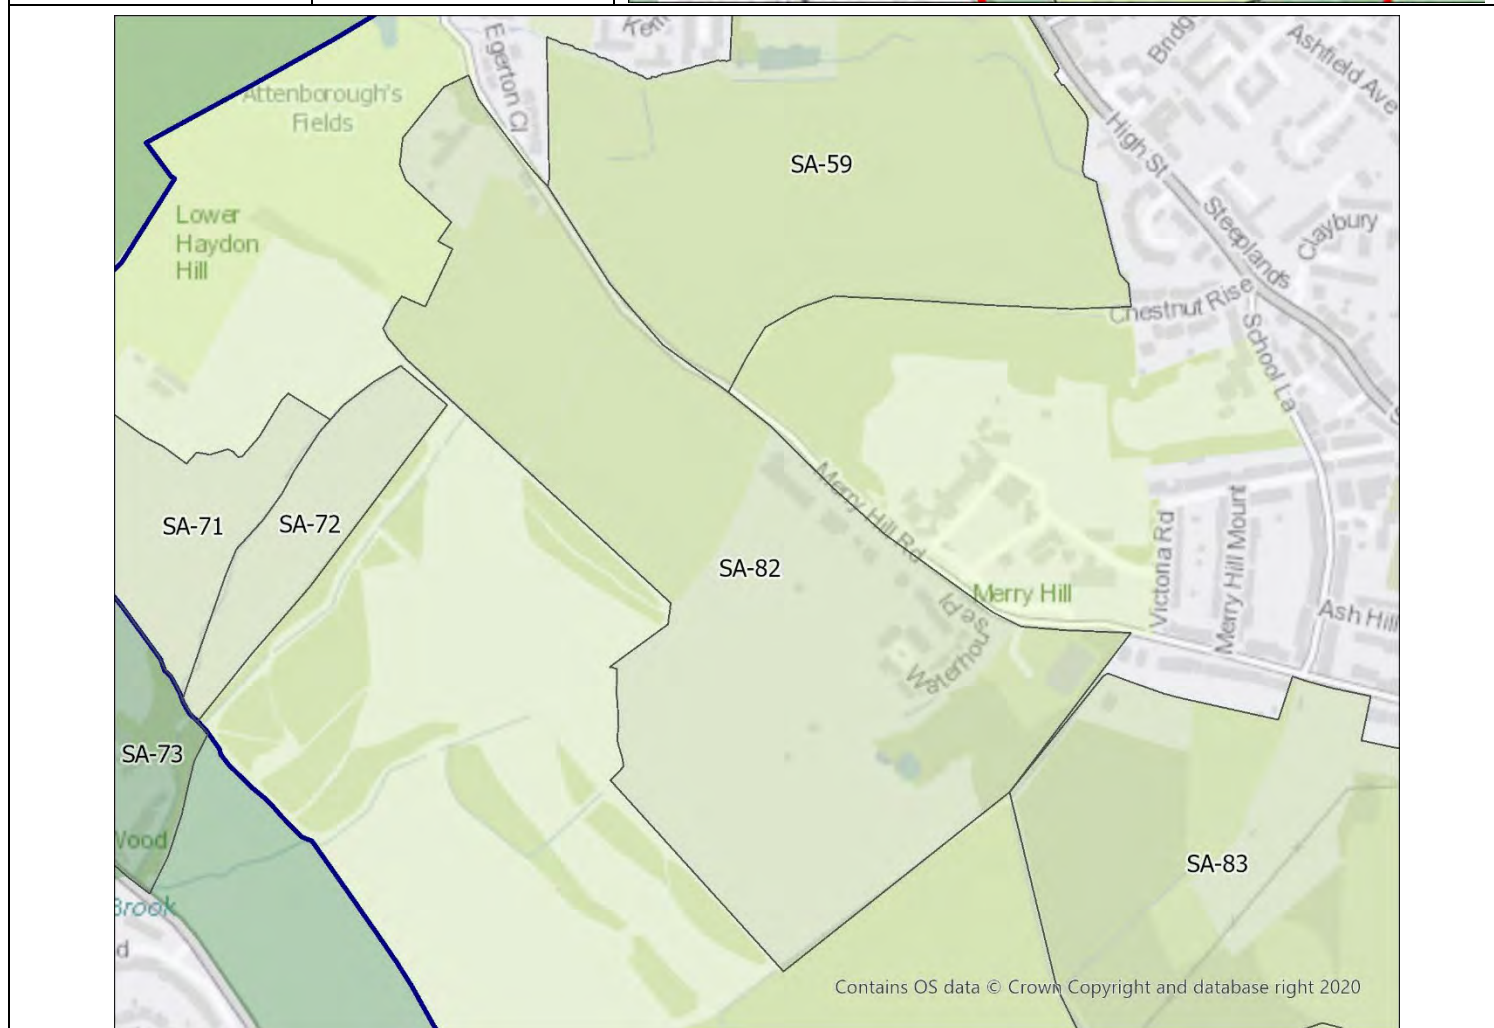 Egerton Cl
Attenborough's
Fields
Ashfield Ave
High St
SA-59
Lower
Haydon
Hill
Steeplands
Claybury
Chestnut Rise
School La
SA-71
SA-72
Merry Hill Rd
SA-82
Merry Hill
Victoria Rd
Merry Hill Mount
Ash Hill
Waterhouse Pl
SA-73
Wood
SA-83
Brook
d
Contains OS data © Crown Copyright and database right 2020